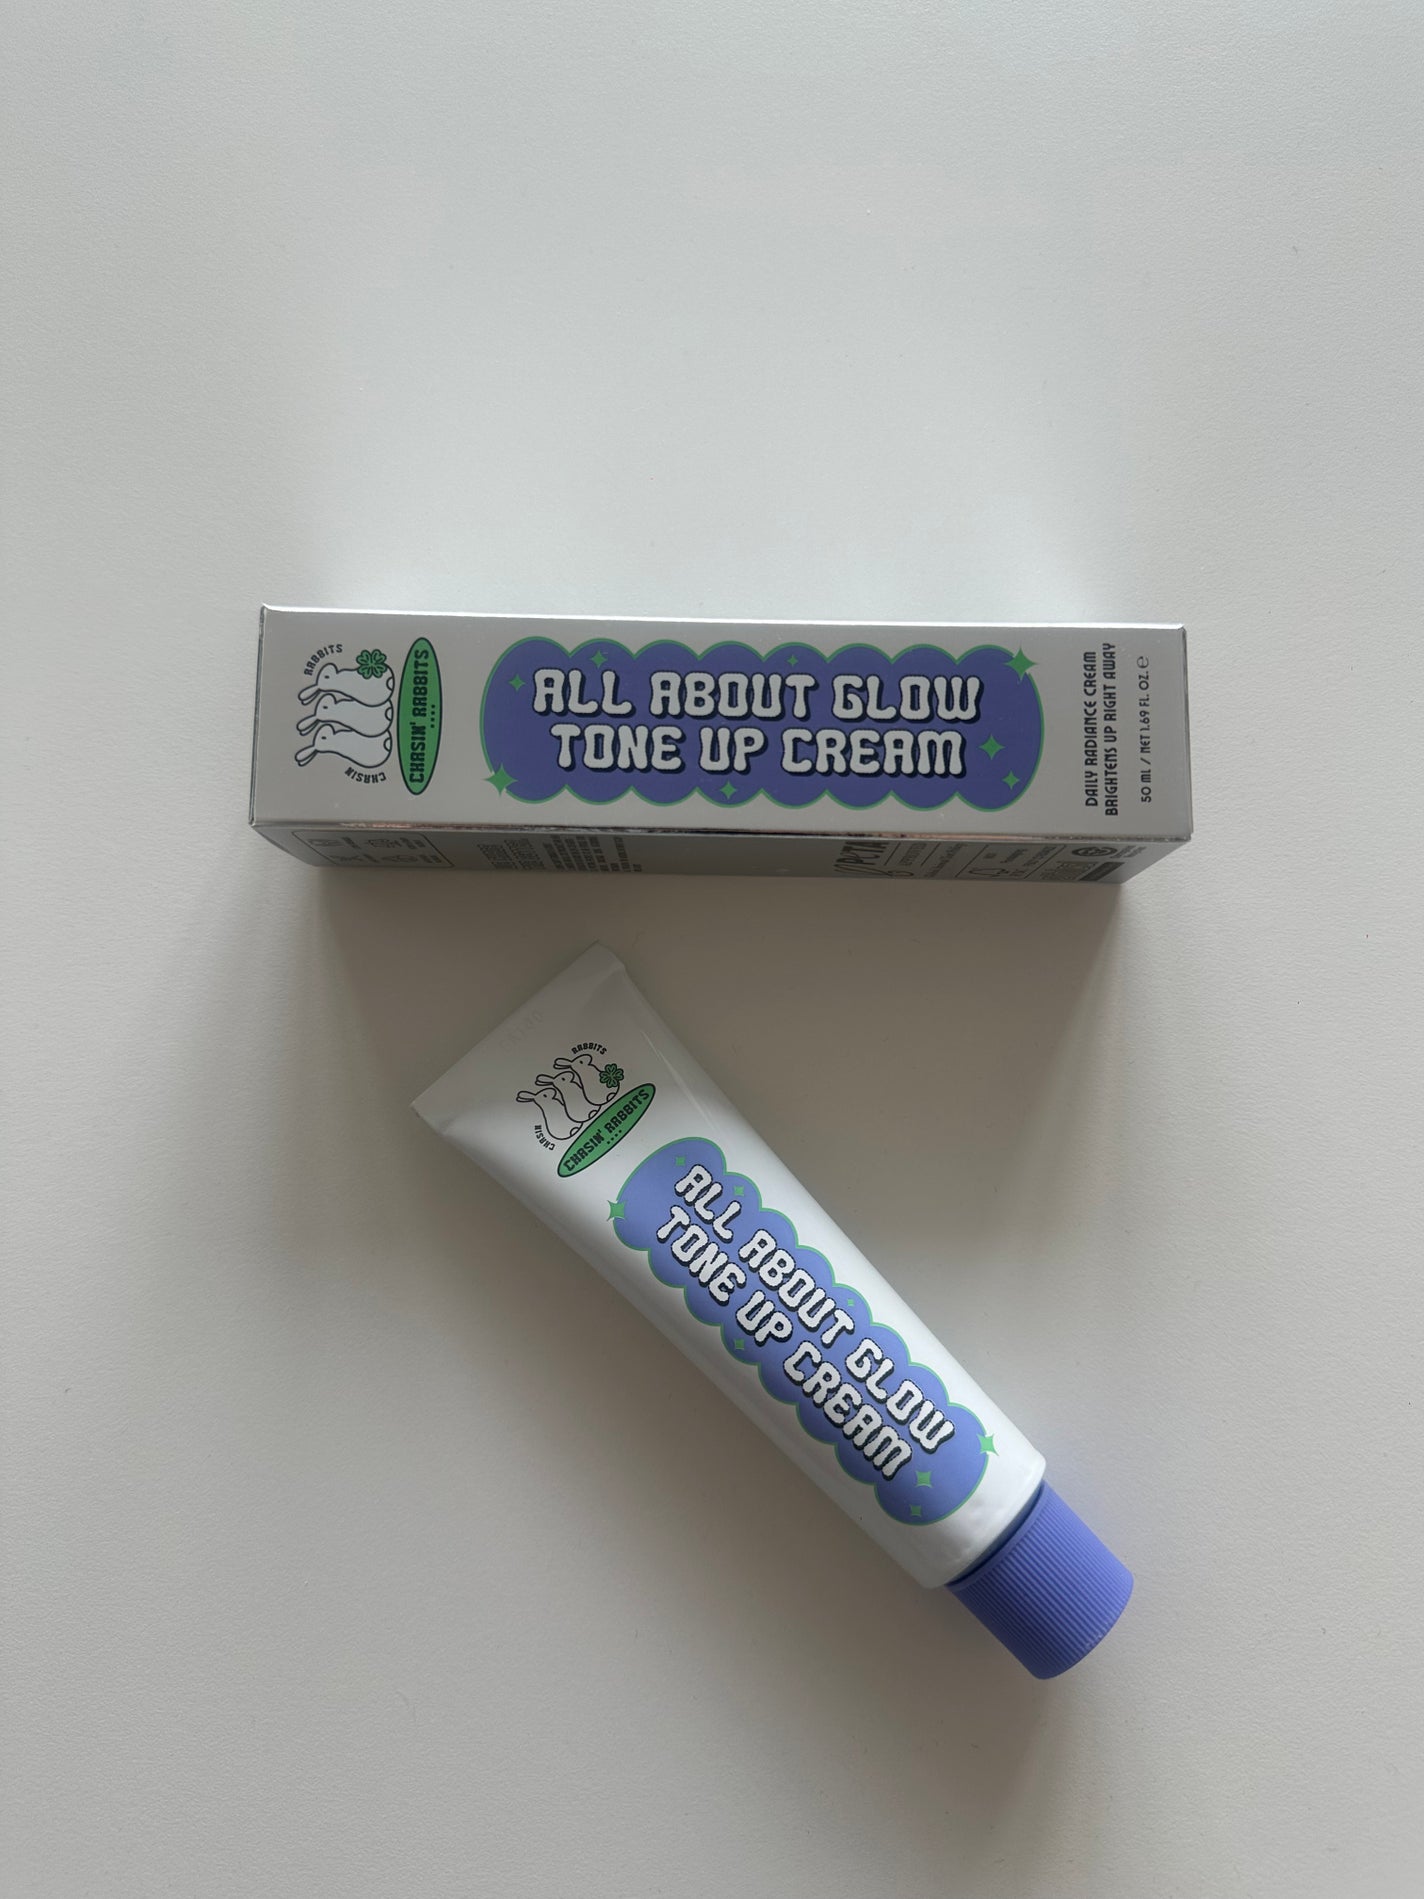 RABBITS
CHASIN
CHASIN' RABBITS
ALL ABOUT GLOW
TONE UP CREAM
DAILY RADIANCE CREAM
BRIGHTENS UP RIGHT AWAY
50 ML / NET 1.69 FL. OZ. ℮
PETA
RABBITS
CHASIN
CHASIN' RABBITS
ALL ABOUT GLOW
TONE UP CREAM